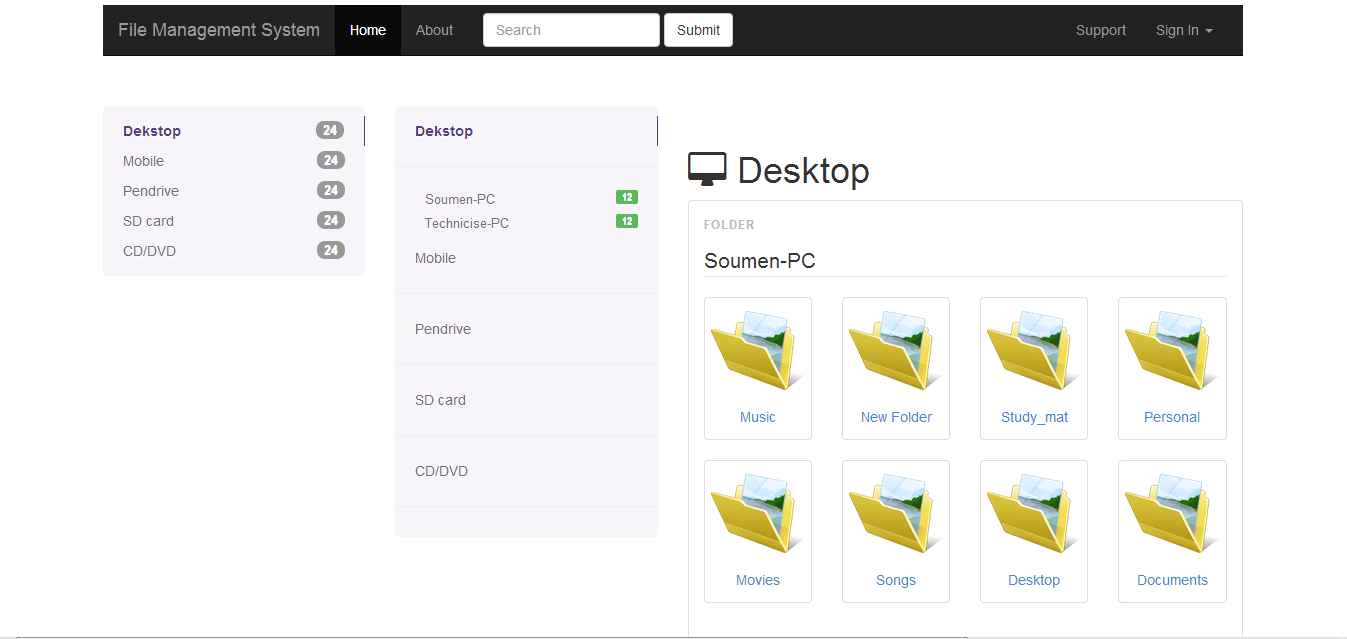 File Management System Home About Search Submit Support Sign In
Dekstop 24
Mobile 24
Pendrive 24
SD card 24
CD/DVD 24
Dekstop
Soumen-PC 12
Technicise-PC 12
Mobile
Pendrive
SD card
CD/DVD
Desktop
FOLDER
Soumen-PC
Music New Folder Study_mat Personal
Movies Songs Desktop Documents